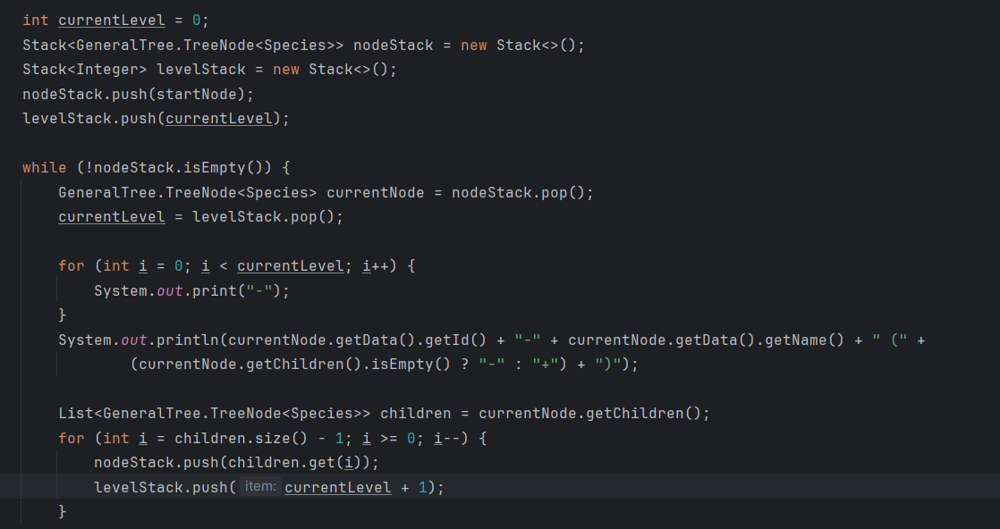 int currentLevel = 0;
Stack<GeneralTree.TreeNode<Species>> nodeStack = new Stack<>();
Stack<Integer> levelStack = new Stack<>();
nodeStack.push(startNode);
levelStack.push(currentLevel);
while (!nodeStack.isEmpty()) {
GeneralTree.TreeNode<Species> currentNode = nodeStack.pop();
currentLevel = levelStack.pop();
for (int i = 0; i < currentLevel; i++) {
System.out.print("-");
}
System.out.println(currentNode.getData().getId() + "-" + currentNode.getData().getName() + " (" +
(currentNode.getChildren().isEmpty() ? "-" : "+") + ")");
List<GeneralTree.TreeNode<Species>> children = currentNode.getChildren();
for (int i = children.size() - 1; i >= 0; i--) {
nodeStack.push(children.get(i));
levelStack.push( item: currentLevel + 1);
}